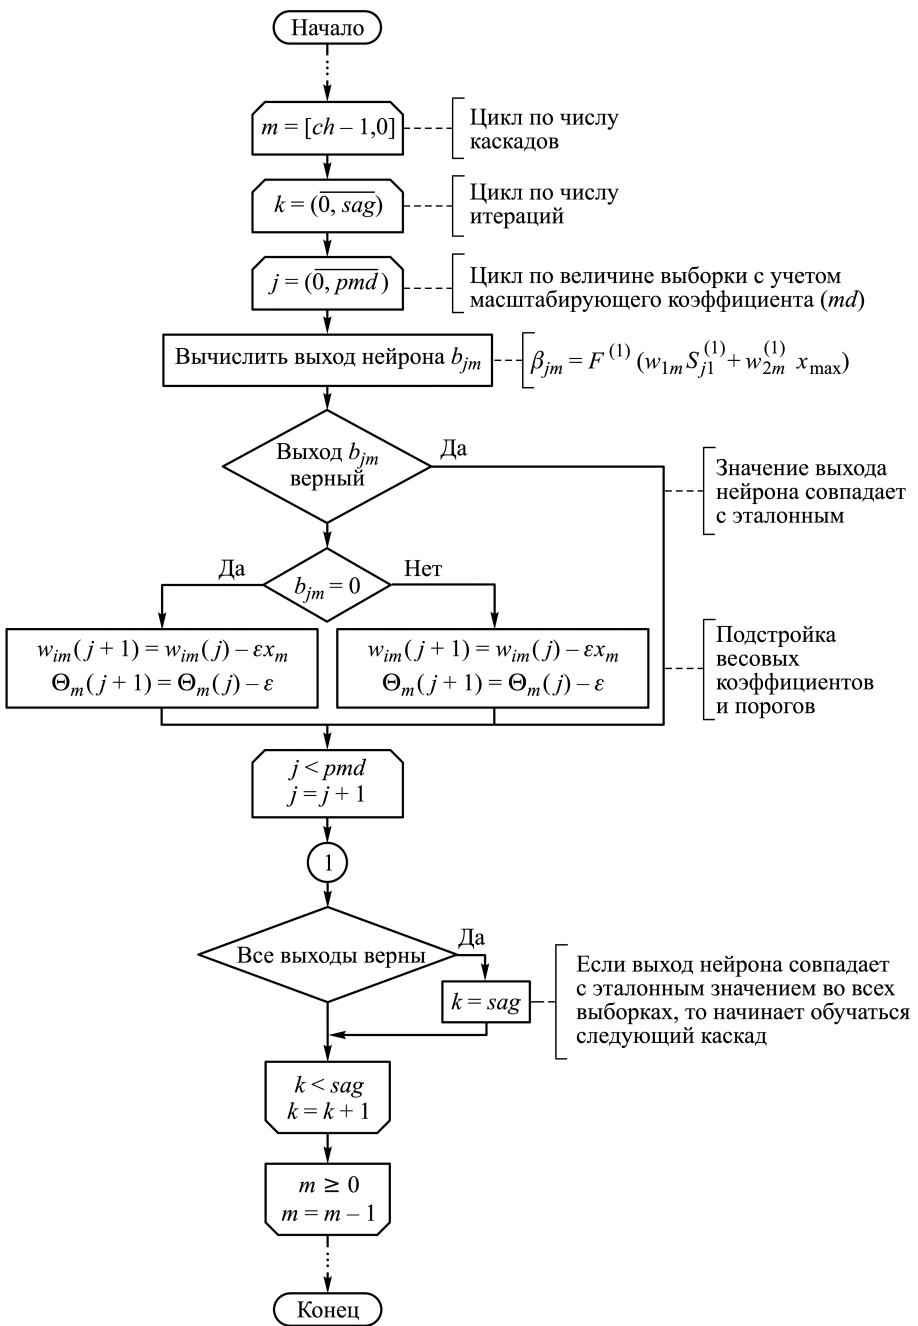 Начало
m = [ch – 1,0]
Цикл по числу
каскадов
k = (0, sag)
Цикл по числу
итераций
j = (0, pmd)
Цикл по величине выборки с учетом
масштабирующего коэффициента (md)
Вычислить выход нейрона b_jm
β_jm = F^(1) (w_1m S_j1^(1) + w_2m^(1) x_max)
Выход b_jm
верный
Да
Значение выхода
нейрона совпадает
с эталонным
b_jm = 0
Да
Нет
w_im(j + 1) = w_im(j) – εx_m
Θ_m(j + 1) = Θ_m(j) – ε
w_im(j + 1) = w_im(j) – εx_m
Θ_m(j + 1) = Θ_m(j) – ε
Подстройка
весовых
коэффициентов
и порогов
j < pmd
j = j + 1
1
Все выходы верны
Да
k = sag
Если выход нейрона совпадает
с эталонным значением во всех
выборках, то начинает обучаться
следующий каскад
k < sag
k = k + 1
m ≥ 0
m = m – 1
Конец